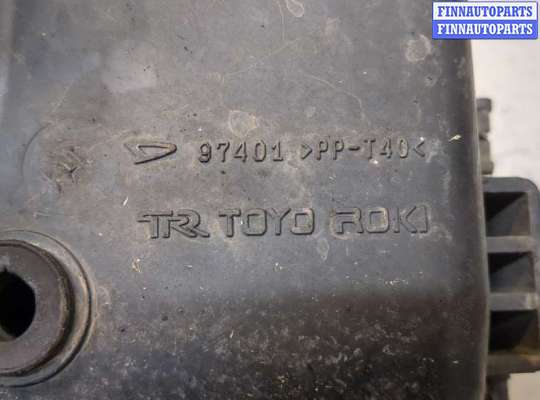 FINNAUTOPARTS
FINNAUTOPARTS
97401 >PP-T40<
TR TOYO ROKI